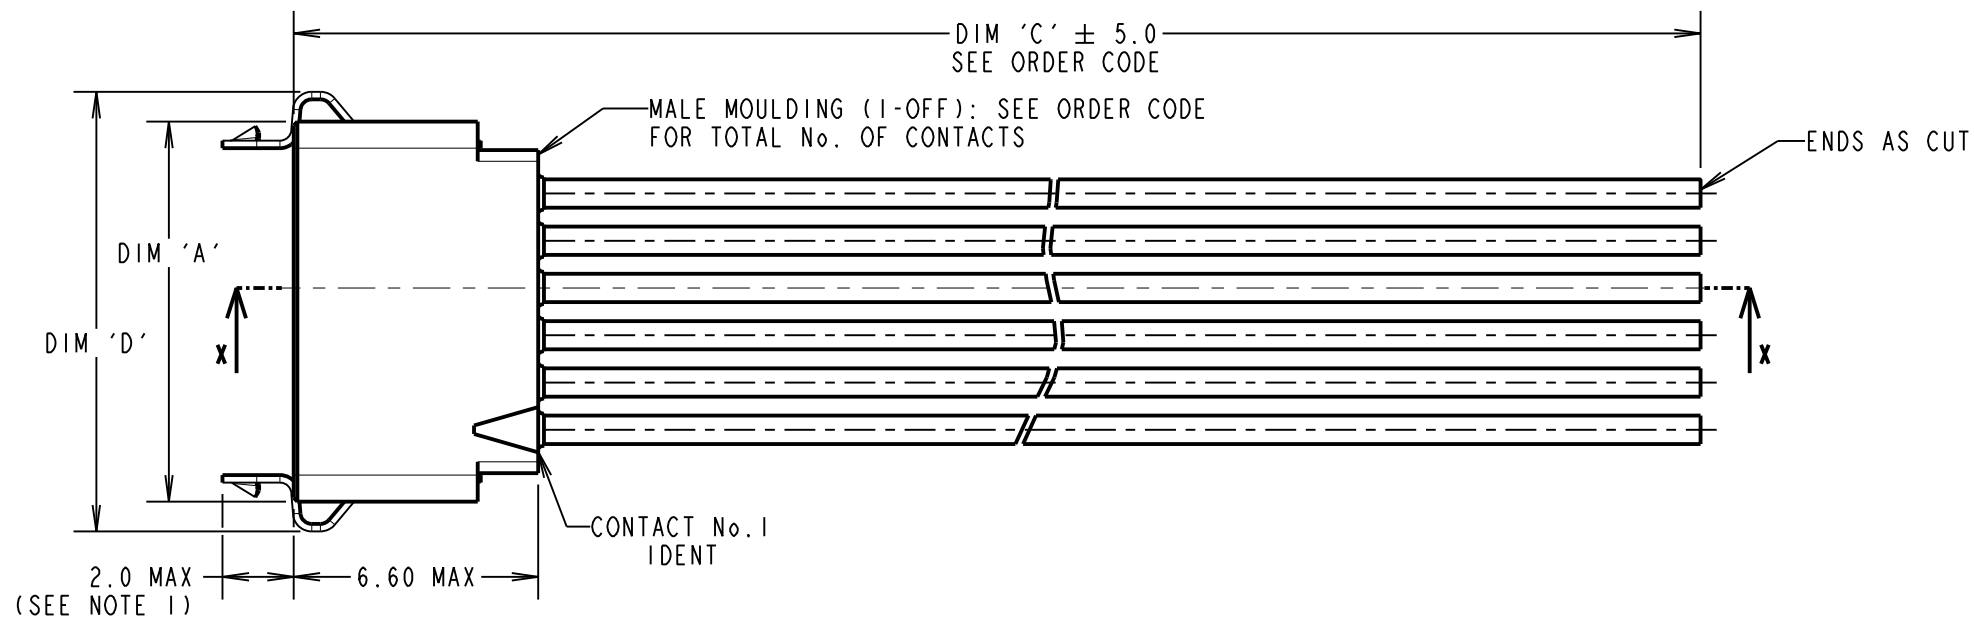 DIM 'C' ± 5.0
SEE ORDER CODE
MALE MOULDING (1-OFF): SEE ORDER CODE
FOR TOTAL No. OF CONTACTS
ENDS AS CUT
DIM 'A'
DIM 'D'
X
X
CONTACT No.1
IDENT
2.0 MAX
6.60 MAX
(SEE NOTE 1)